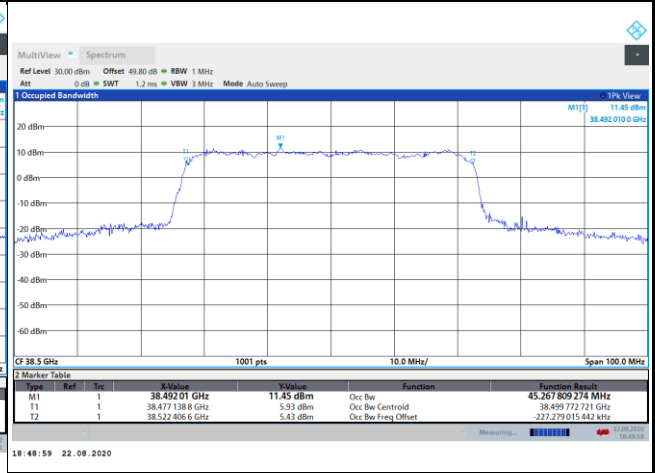 MultiView Spectrum
Ref Level 30.00 dBm Offset 49.80 dB RBW 1 MHz
Att 0 dB SWT 1.2 ms VBW 3 MHz Mode Auto Sweep
1 Occupied Bandwidth 1Pk View
M1[1] 11.45 dBm
38.492 010 0 GHz
20 dBm
M1
T1
T2
10 dBm
0 dBm
-10 dBm
-20 dBm
-30 dBm
-40 dBm
-50 dBm
-60 dBm
CF 38.5 GHz 1001 pts 10.0 MHz/ Span 100.0 MHz
2 Marker Table
Type Ref Trc X-Value Y-Value Function Function Result
M1 1 38.492 01 GHz 11.45 dBm Occ Bw 45.267 809 274 MHz
T1 1 38.477 138 8 GHz 5.93 dBm Occ Bw Centroid 38.499 772 721 GHz
T2 1 38.522 406 6 GHz 5.43 dBm Occ Bw Freq Offset -227.279 015 442 kHz
Measuring... 22.08.2020
18:48:58
18:48:59 22.08.2020